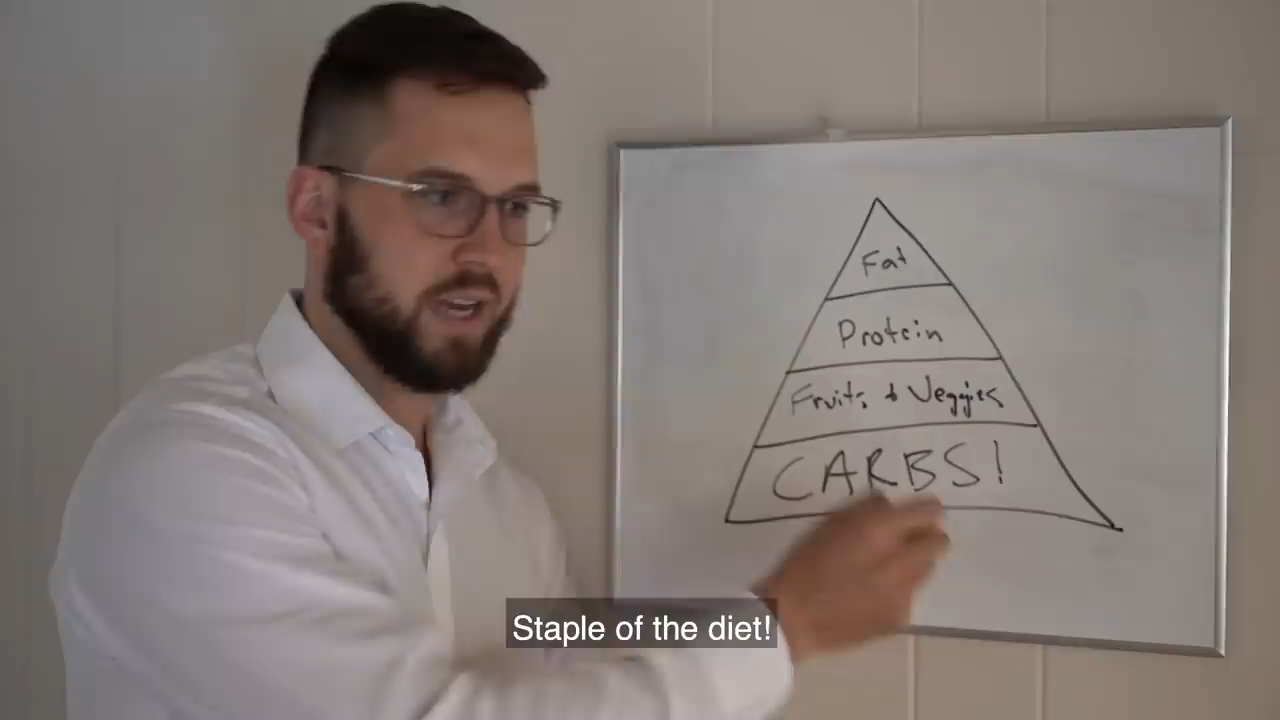 Fat
Protein
Fruits & Veggies
CARBS!
Staple of the diet!